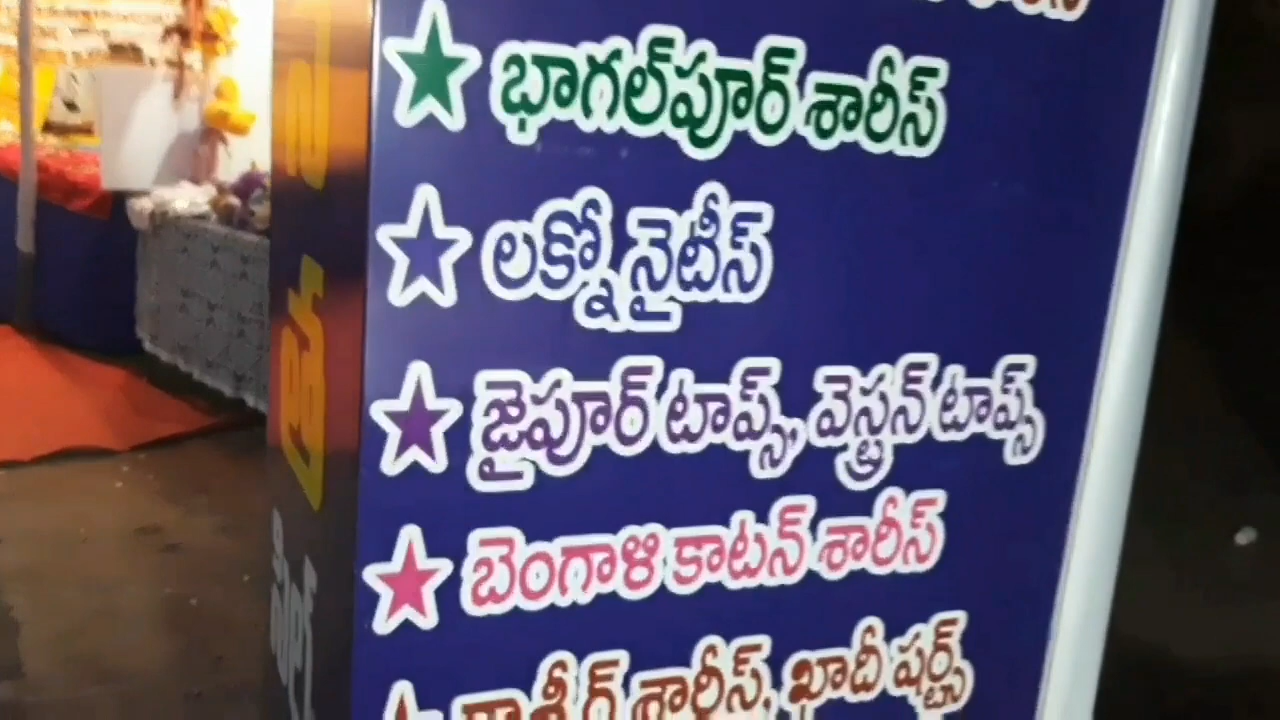 భాగల్‌పూర్ శారీస్
లక్నో నైటీస్
జైపూర్ టాప్స్, వెస్ట్రన్ టాప్స్
బెంగాళి కాటన్ శారీస్
కాశ్మీర్ శారీస్, ఖాదీ షర్ట్స్